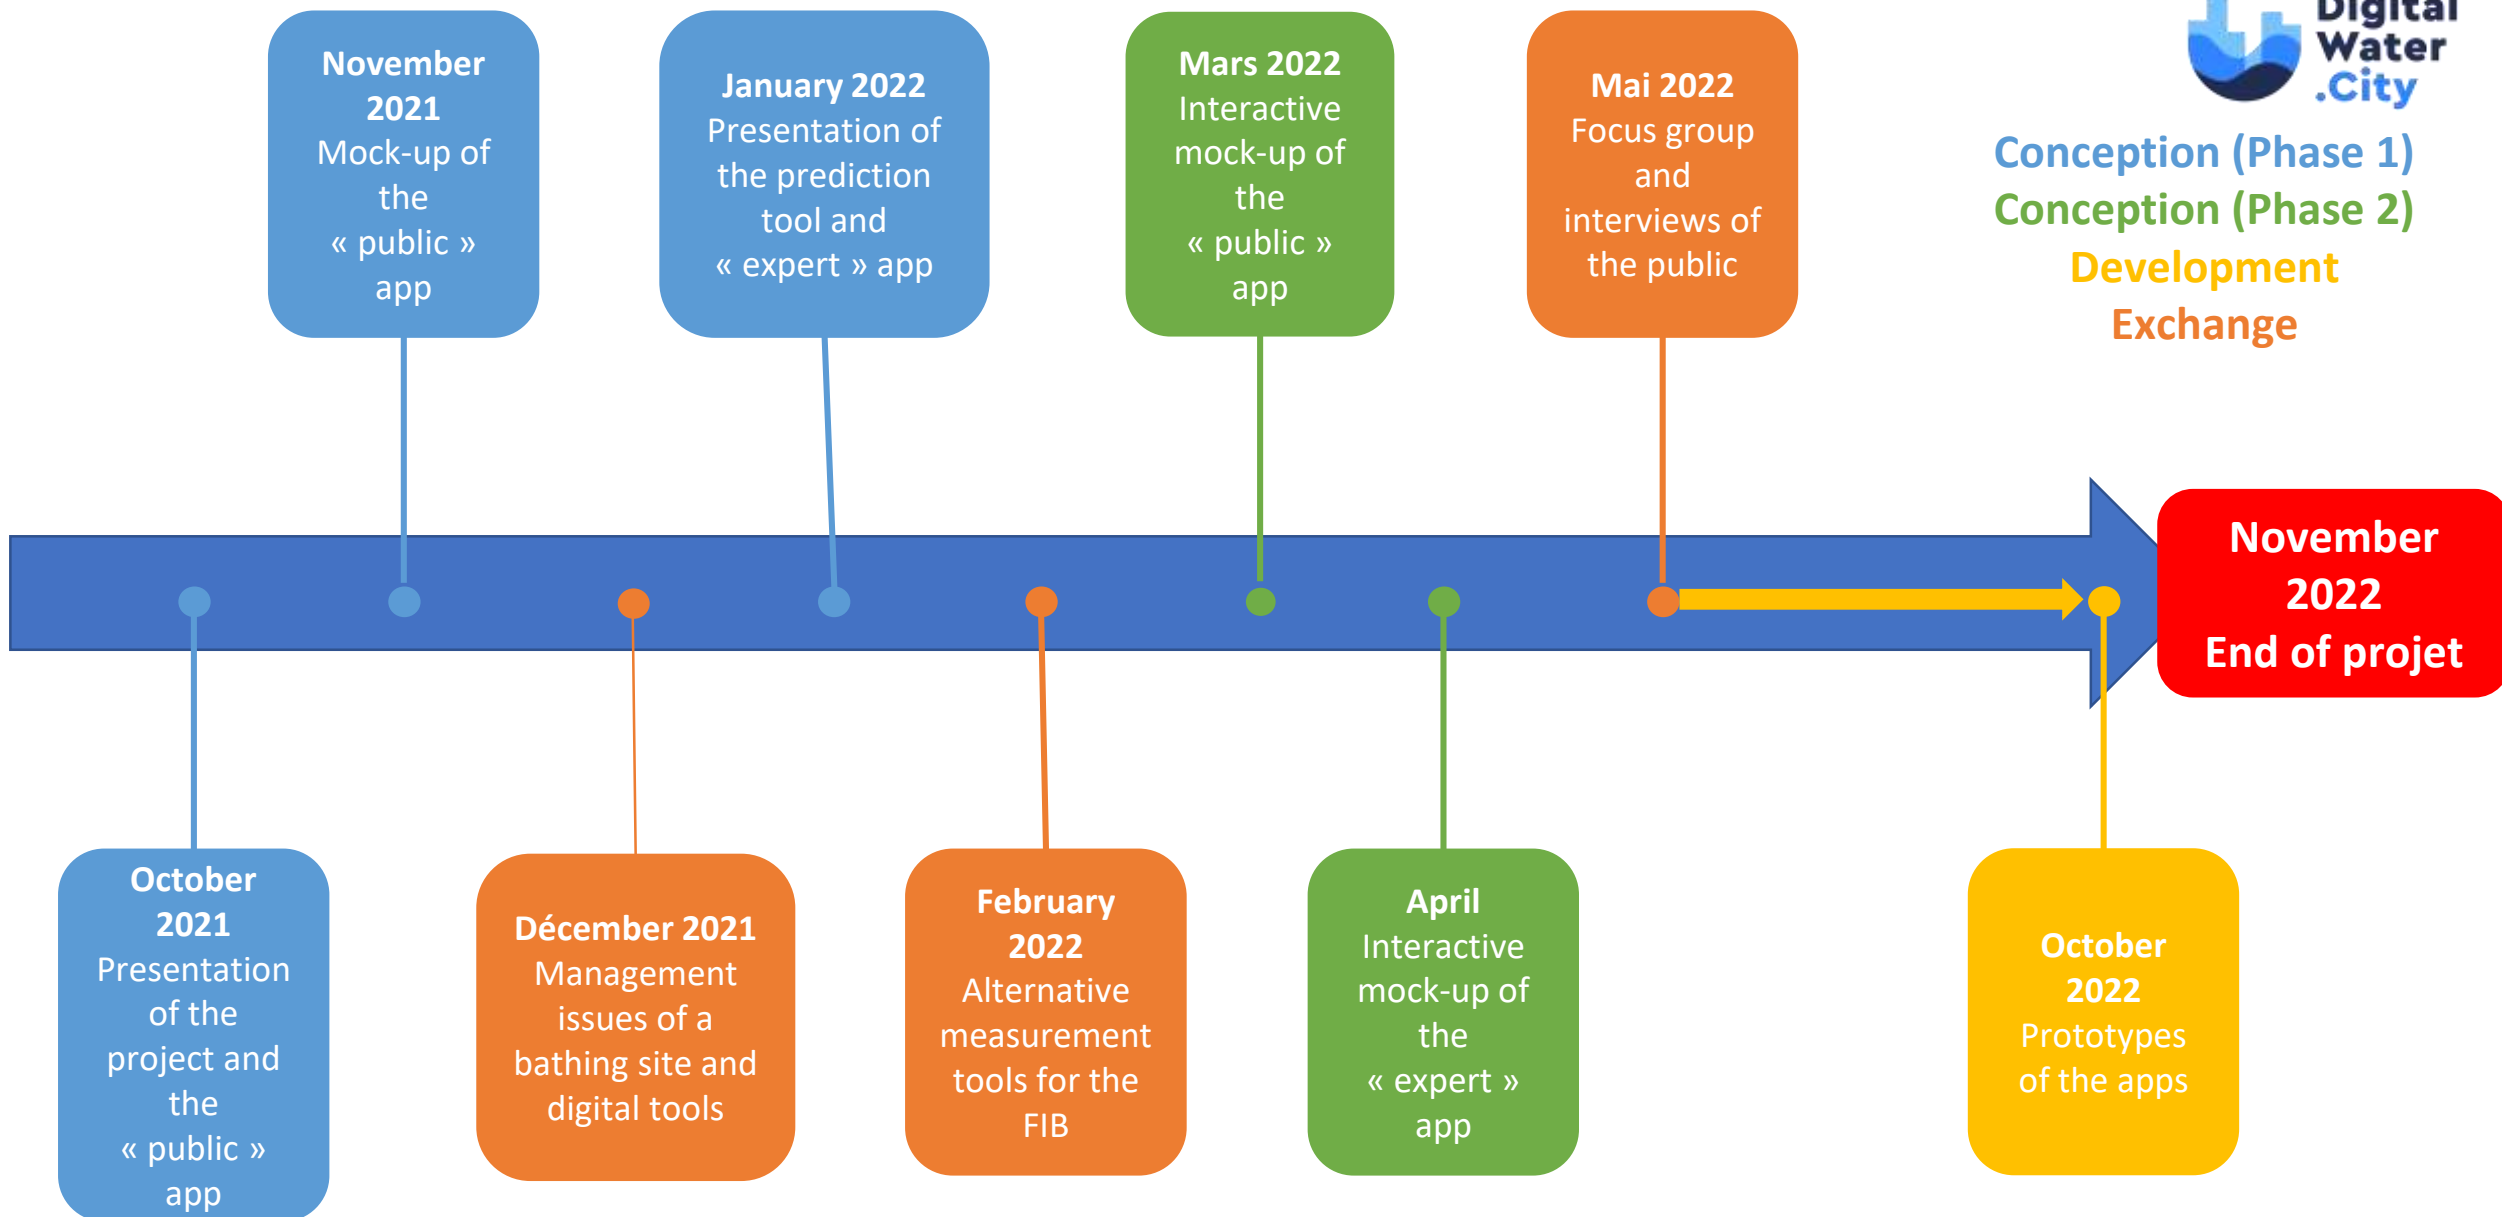 November
2021
Mock-up of
the
« public »
app
January 2022
Presentation of
the prediction
tool and
« expert » app
Mars 2022
Interactive
mock-up of
the
« public »
app
Mai 2022
Focus group
and
interviews of
the public
Digital
Water
.City
Conception (Phase 1)
Conception (Phase 2)
Development
Exchange
November
2022
End of projet
October
2021
Presentation
of the
project and
the
« public »
app
Décember 2021
Management
issues of a
bathing site and
digital tools
February
2022
Alternative
measurement
tools for the
FIB
April
Interactive
mock-up of
the
« expert »
app
October
2022
Prototypes
of the apps